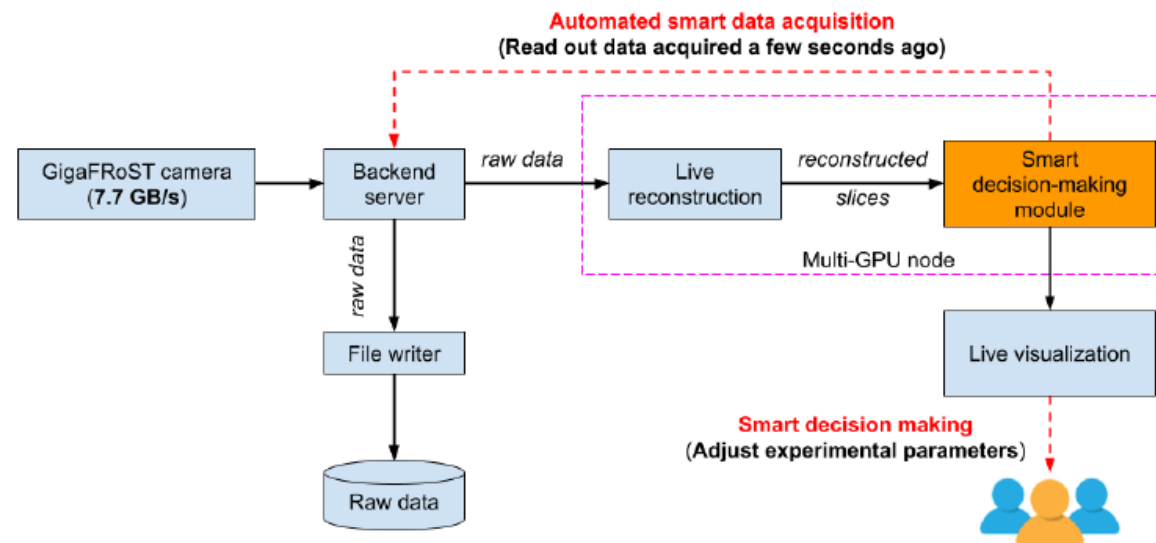 Automated smart data acquisition
(Read out data acquired a few seconds ago)
GigaFRoST camera
(7.7 GB/s)
Backend
server
raw data
Live
reconstruction
reconstructed
slices
Smart
decision-making
module
Multi-GPU node
raw data
File writer
Live visualization
Smart decision making
(Adjust experimental parameters)
Raw data